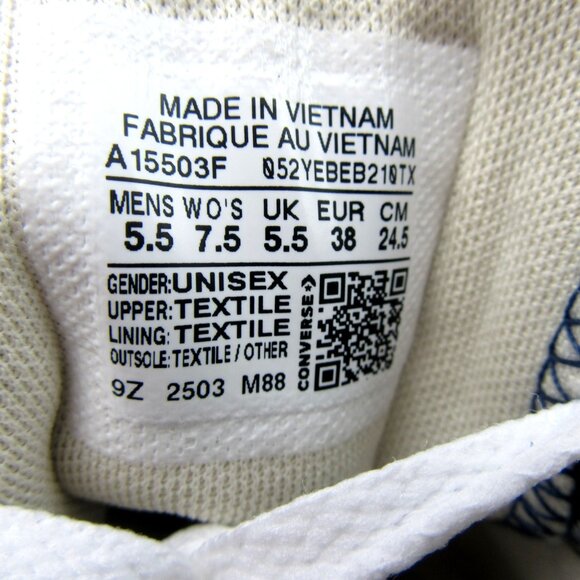 MADE IN VIETNAM
FABRIQUE AU VIETNAM
A15503F 052YEBEB210TX
MENS WO'S UK EUR CM
5.5 7.5 5.5 38 24.5
GENDER:UNISEX
UPPER:TEXTILE
LINING:TEXTILE
OUTSOLE:TEXTILE / OTHER
9Z 2503 M88
CONVERSE